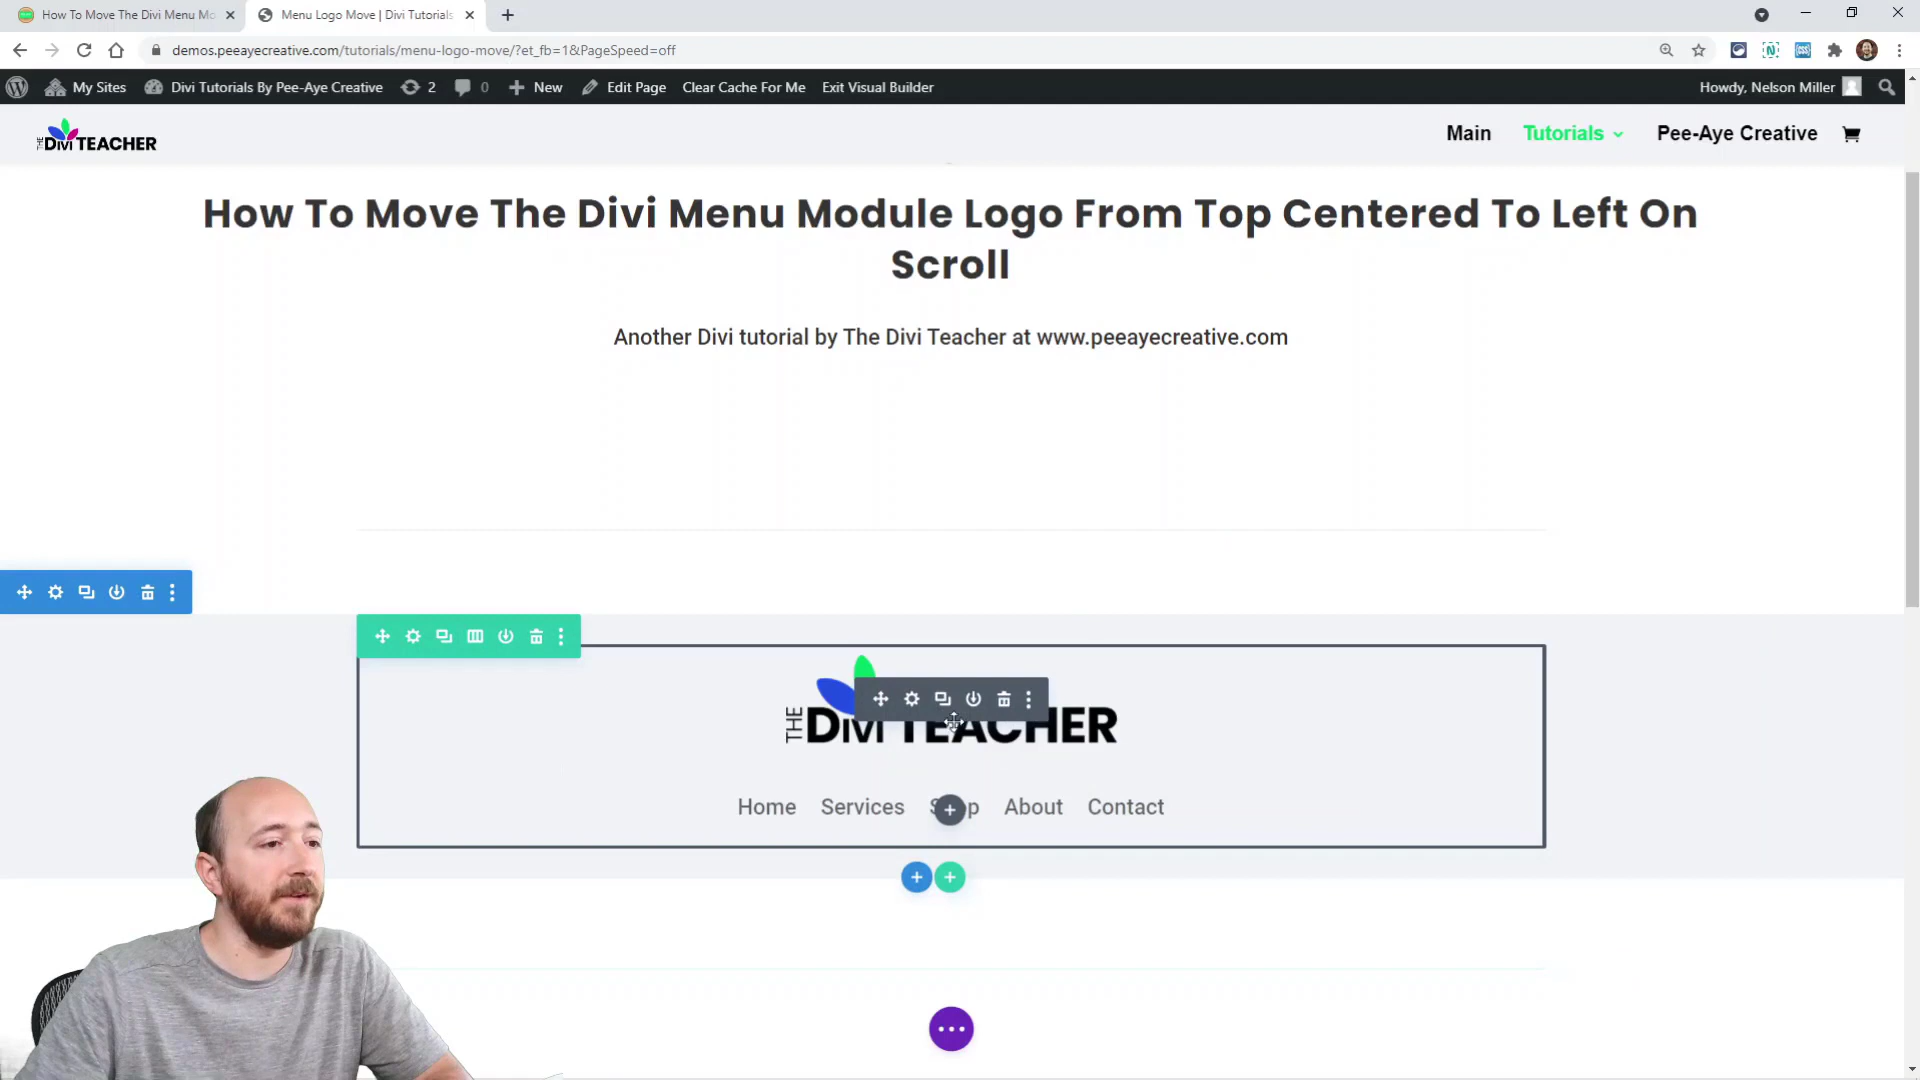 How To Move The Divi Menu Mo
Menu Logo Move | Divi Tutorials
demos.peeayecreative.com/tutorials/menu-logo-move/?et_fb=1&PageSpeed=off
My Sites
Divi Tutorials By Pee-Aye Creative
2
0
New
Edit Page
Clear Cache For Me
Exit Visual Builder
Howdy, Nelson Miller
THE DIVI TEACHER
Main
Tutorials
Pee-Aye Creative
How To Move The Divi Menu Module Logo From Top Centered To Left On
Scroll
Another Divi tutorial by The Divi Teacher at www.peeayecreative.com
THE DIVI TEACHER
Home Services About Contact